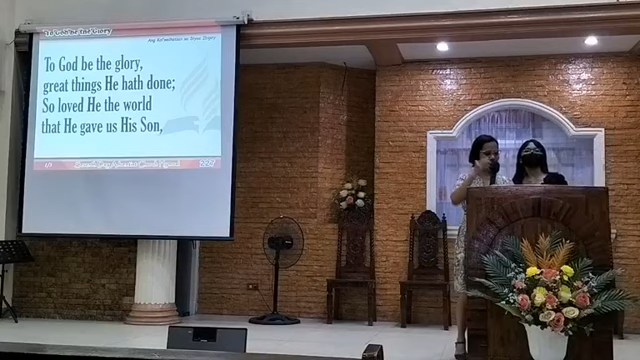 To God be the Glory
To God be the glory,
great things He hath done;
So loved He the world
that He gave us His Son,
227